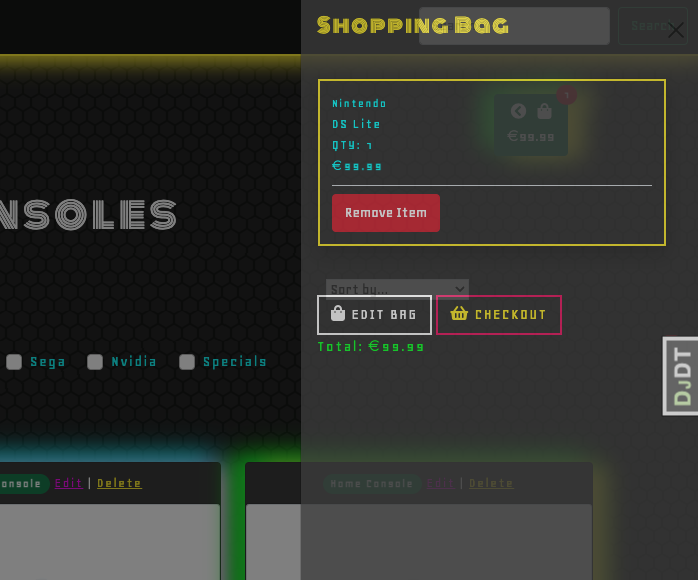 Shopping Bag
Search
Nintendo
DS Lite
QTY: 1
€99.99
1
€99.99
Remove Item
NSOLES
Sort by...
EDIT BAG
CHECKOUT
Total: €99.99
Sega
Nvidia
Specials
DJDT
onsole Edit | Delete
Home Console Edit | Delete